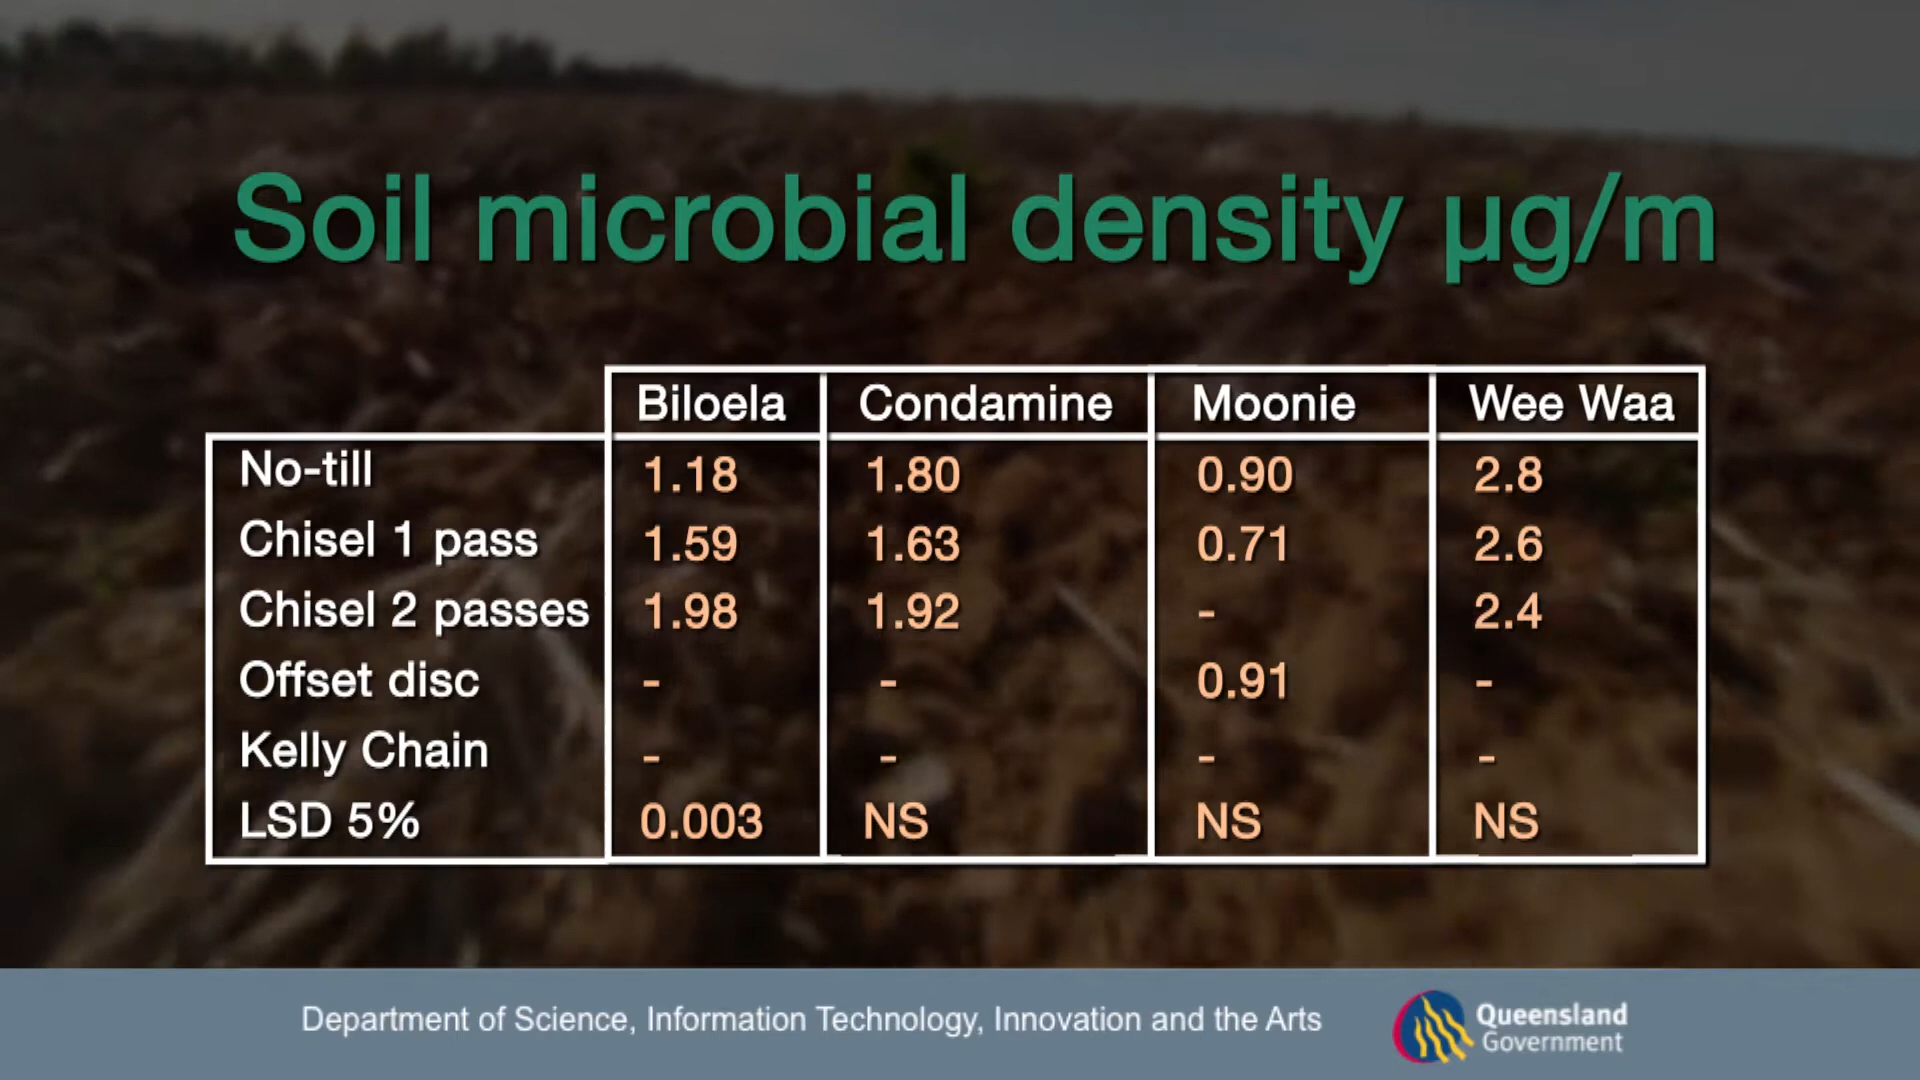 Soil microbial density µg/m
Biloela Condamine Moonie Wee Waa
No-till 1.18 1.80 0.90 2.8
Chisel 1 pass 1.59 1.63 0.71 2.6
Chisel 2 passes 1.98 1.92 - 2.4
Offset disc - - 0.91 -
Kelly Chain - - - -
LSD 5% 0.003 NS NS NS
Department of Science, Information Technology, Innovation and the Arts
Queensland
Government